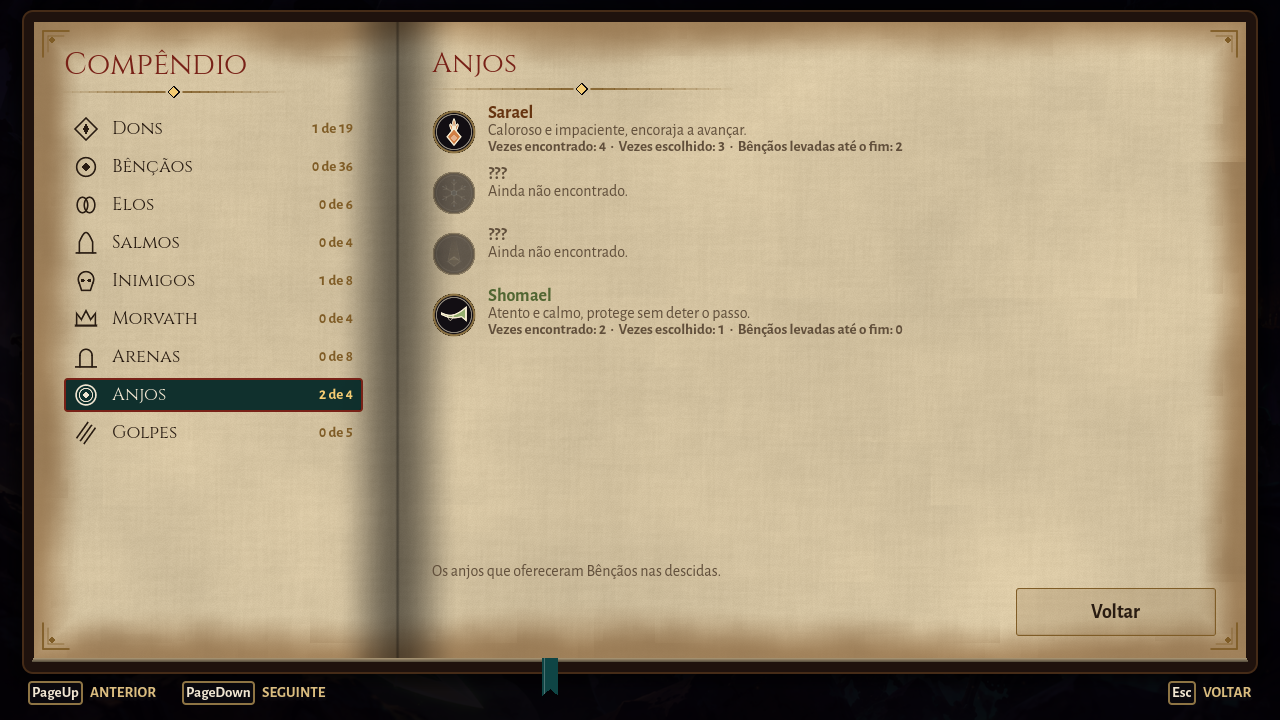 Compêndio
Dons 1 de 19
Bênçãos 0 de 36
Elos 0 de 6
Salmos 0 de 4
Inimigos 1 de 8
Morvath 0 de 4
Arenas 0 de 8
Anjos 2 de 4
Golpes 0 de 5
Anjos
Sarael
Caloroso e impaciente, encoraja a avançar.
Vezes encontrado: 4 · Vezes escolhido: 3 · Bênçãos levadas até o fim: 2
???
Ainda não encontrado.
???
Ainda não encontrado.
Shomael
Atento e calmo, protege sem deter o passo.
Vezes encontrado: 2 · Vezes escolhido: 1 · Bênçãos levadas até o fim: 0
Os anjos que ofereceram Bênçãos nas descidas.
Voltar
PageUp ANTERIOR PageDown SEGUINTE Esc VOLTAR